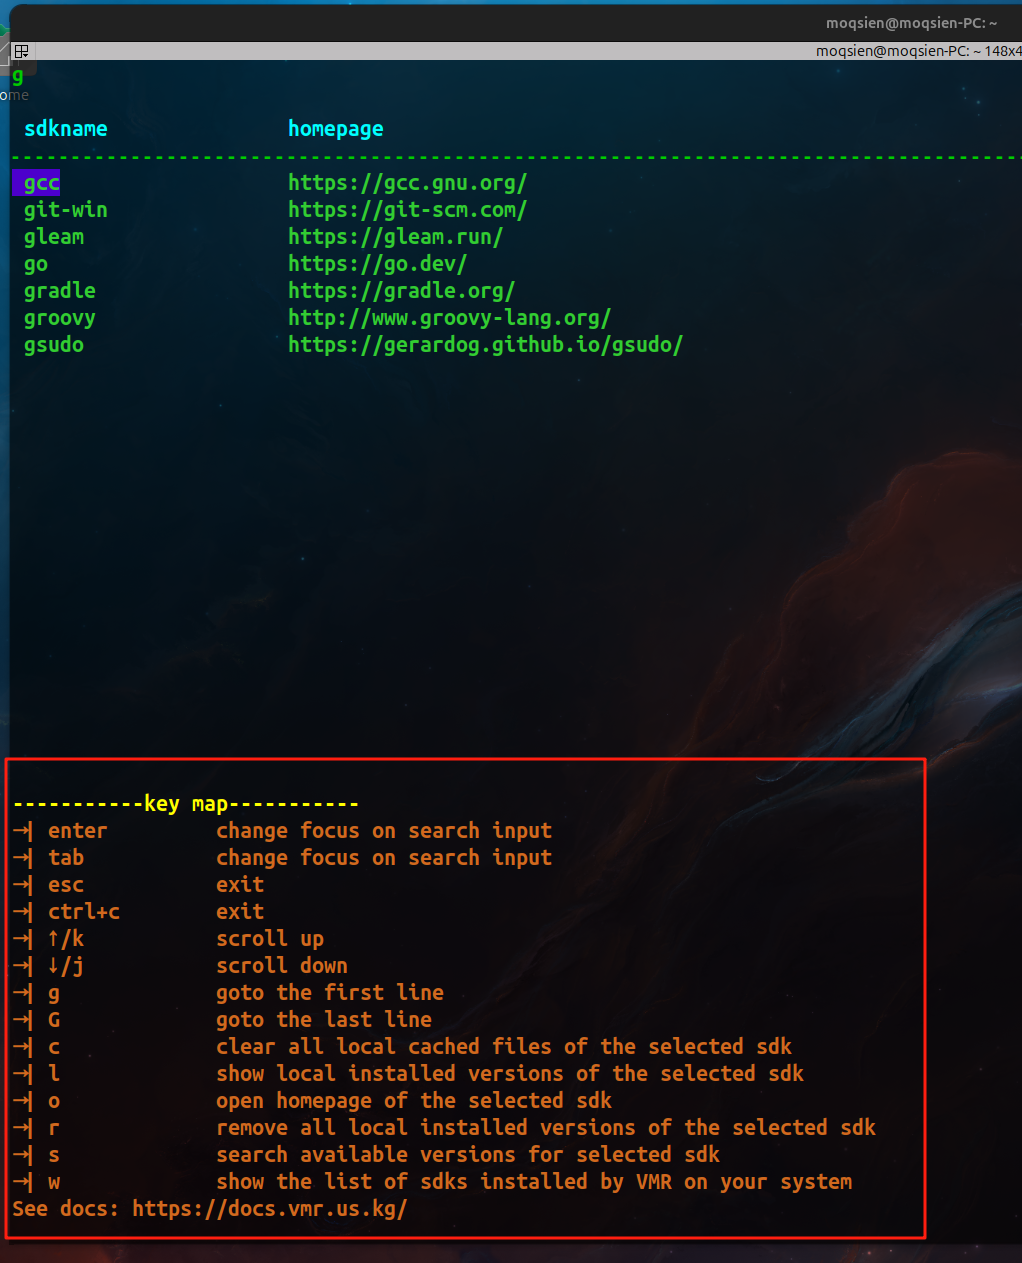 moqsien@moqsien-PC: ~
moqsien@moqsien-PC: ~ 148x4
g
ome
sdkname homepage
gcc https://gcc.gnu.org/
git-win https://git-scm.com/
gleam https://gleam.run/
go https://go.dev/
gradle https://gradle.org/
groovy http://www.groovy-lang.org/
gsudo https://gerardog.github.io/gsudo/
-----------key map-----------
→| enter change focus on search input
→| tab change focus on search input
→| esc exit
→| ctrl+c exit
→| ↑/k scroll up
→| ↓/j scroll down
→| g goto the first line
→| G goto the last line
→| c clear all local cached files of the selected sdk
→| l show local installed versions of the selected sdk
→| o open homepage of the selected sdk
→| r remove all local installed versions of the selected sdk
→| s search available versions for selected sdk
→| w show the list of sdks installed by VMR on your system
See docs: https://docs.vmr.us.kg/